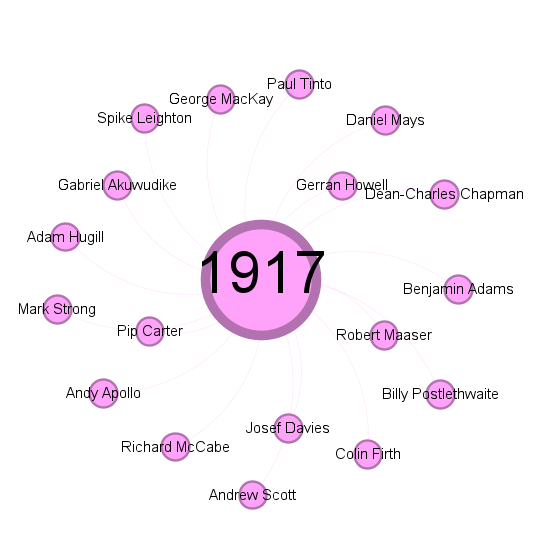 Paul Tinto
George MacKay
Spike Leighton
Daniel Mays
Gabriel Akuwudike
Gerran Howell
Dean-Charles Chapman
Adam Hugill
1917
Benjamin Adams
Mark Strong
Pip Carter
Robert Maaser
Andy Apollo
Billy Postlethwaite
Josef Davies
Richard McCabe
Colin Firth
Andrew Scott